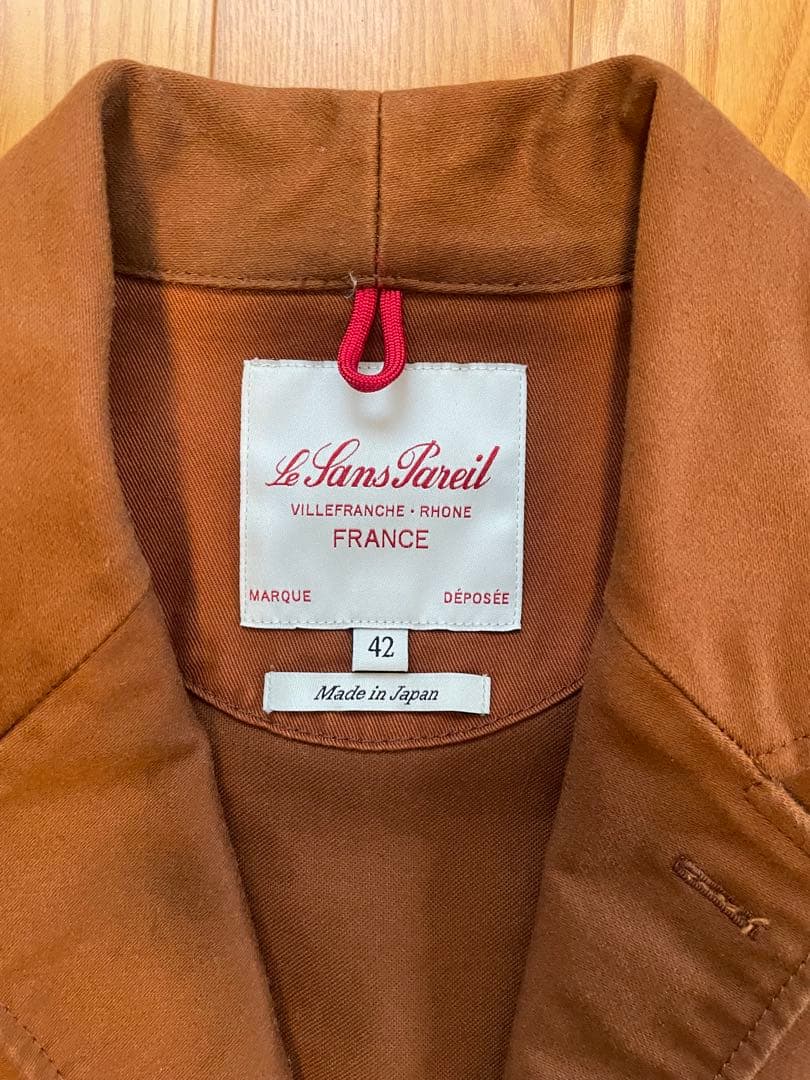 Le Sans Pareil
VILLEFRANCHE · RHONE
FRANCE
MARQUE DÉPOSÉE
42
Made in Japan